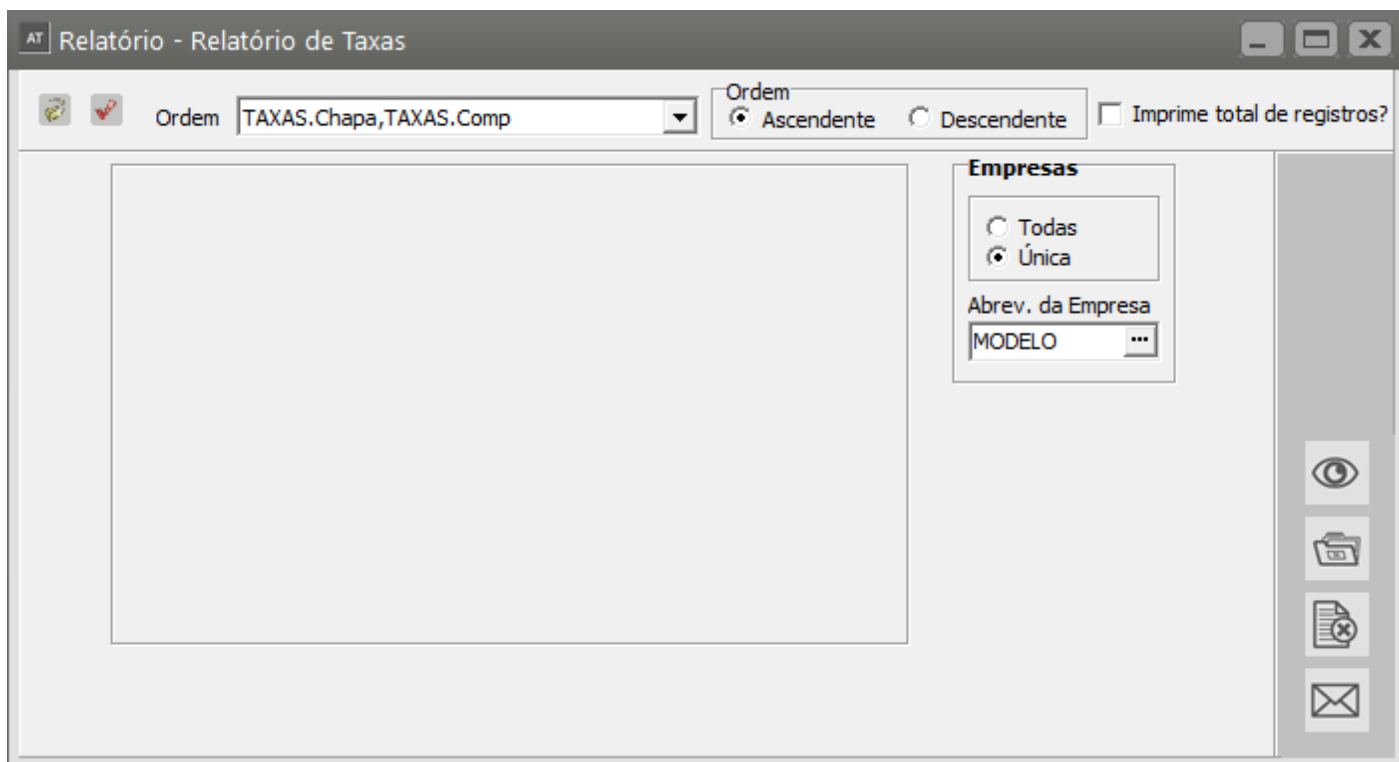 AT Relatório - Relatório de Taxas
Ordem
Ordem TAXAS.Chapa,TAXAS.Comp Ascendente Descendente Imprime total de registros?
Empresas
Todas
Única
Abrev. da Empresa
MODELO ...